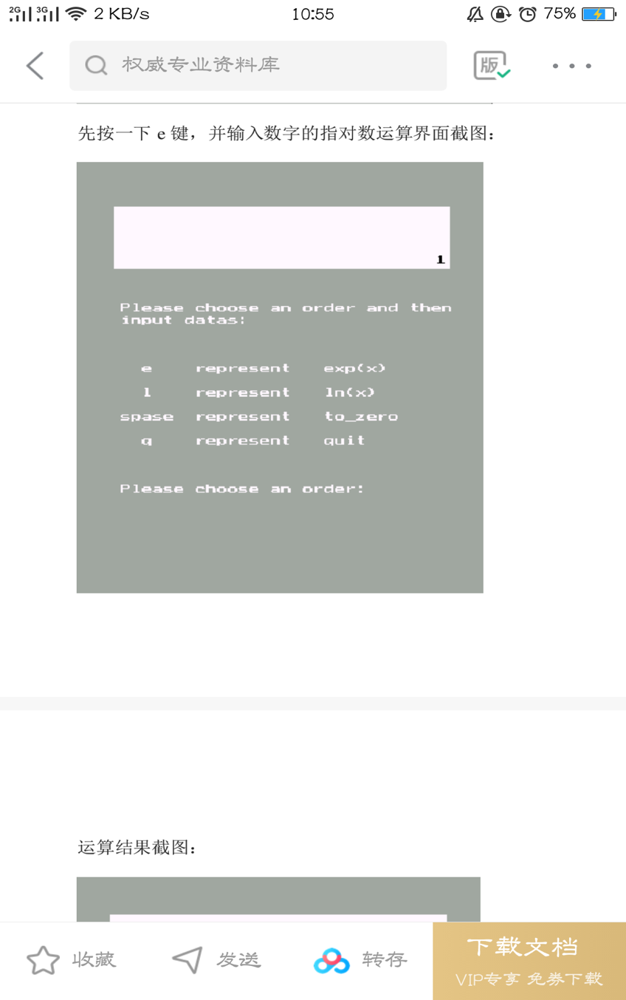 2G 3G 2 KB/s 10:55 75%
权威专业资料库 版
先按一下 e 键，并输入数字的指对数运算界面截图：
1
Please choose an order and then
input datas:
e represent exp(x)
l represent ln(x)
spase represent to_zero
q represent quit
Please choose an order:
运算结果截图：
收藏 发送 转存 下载文档
VIP专享 免券下载